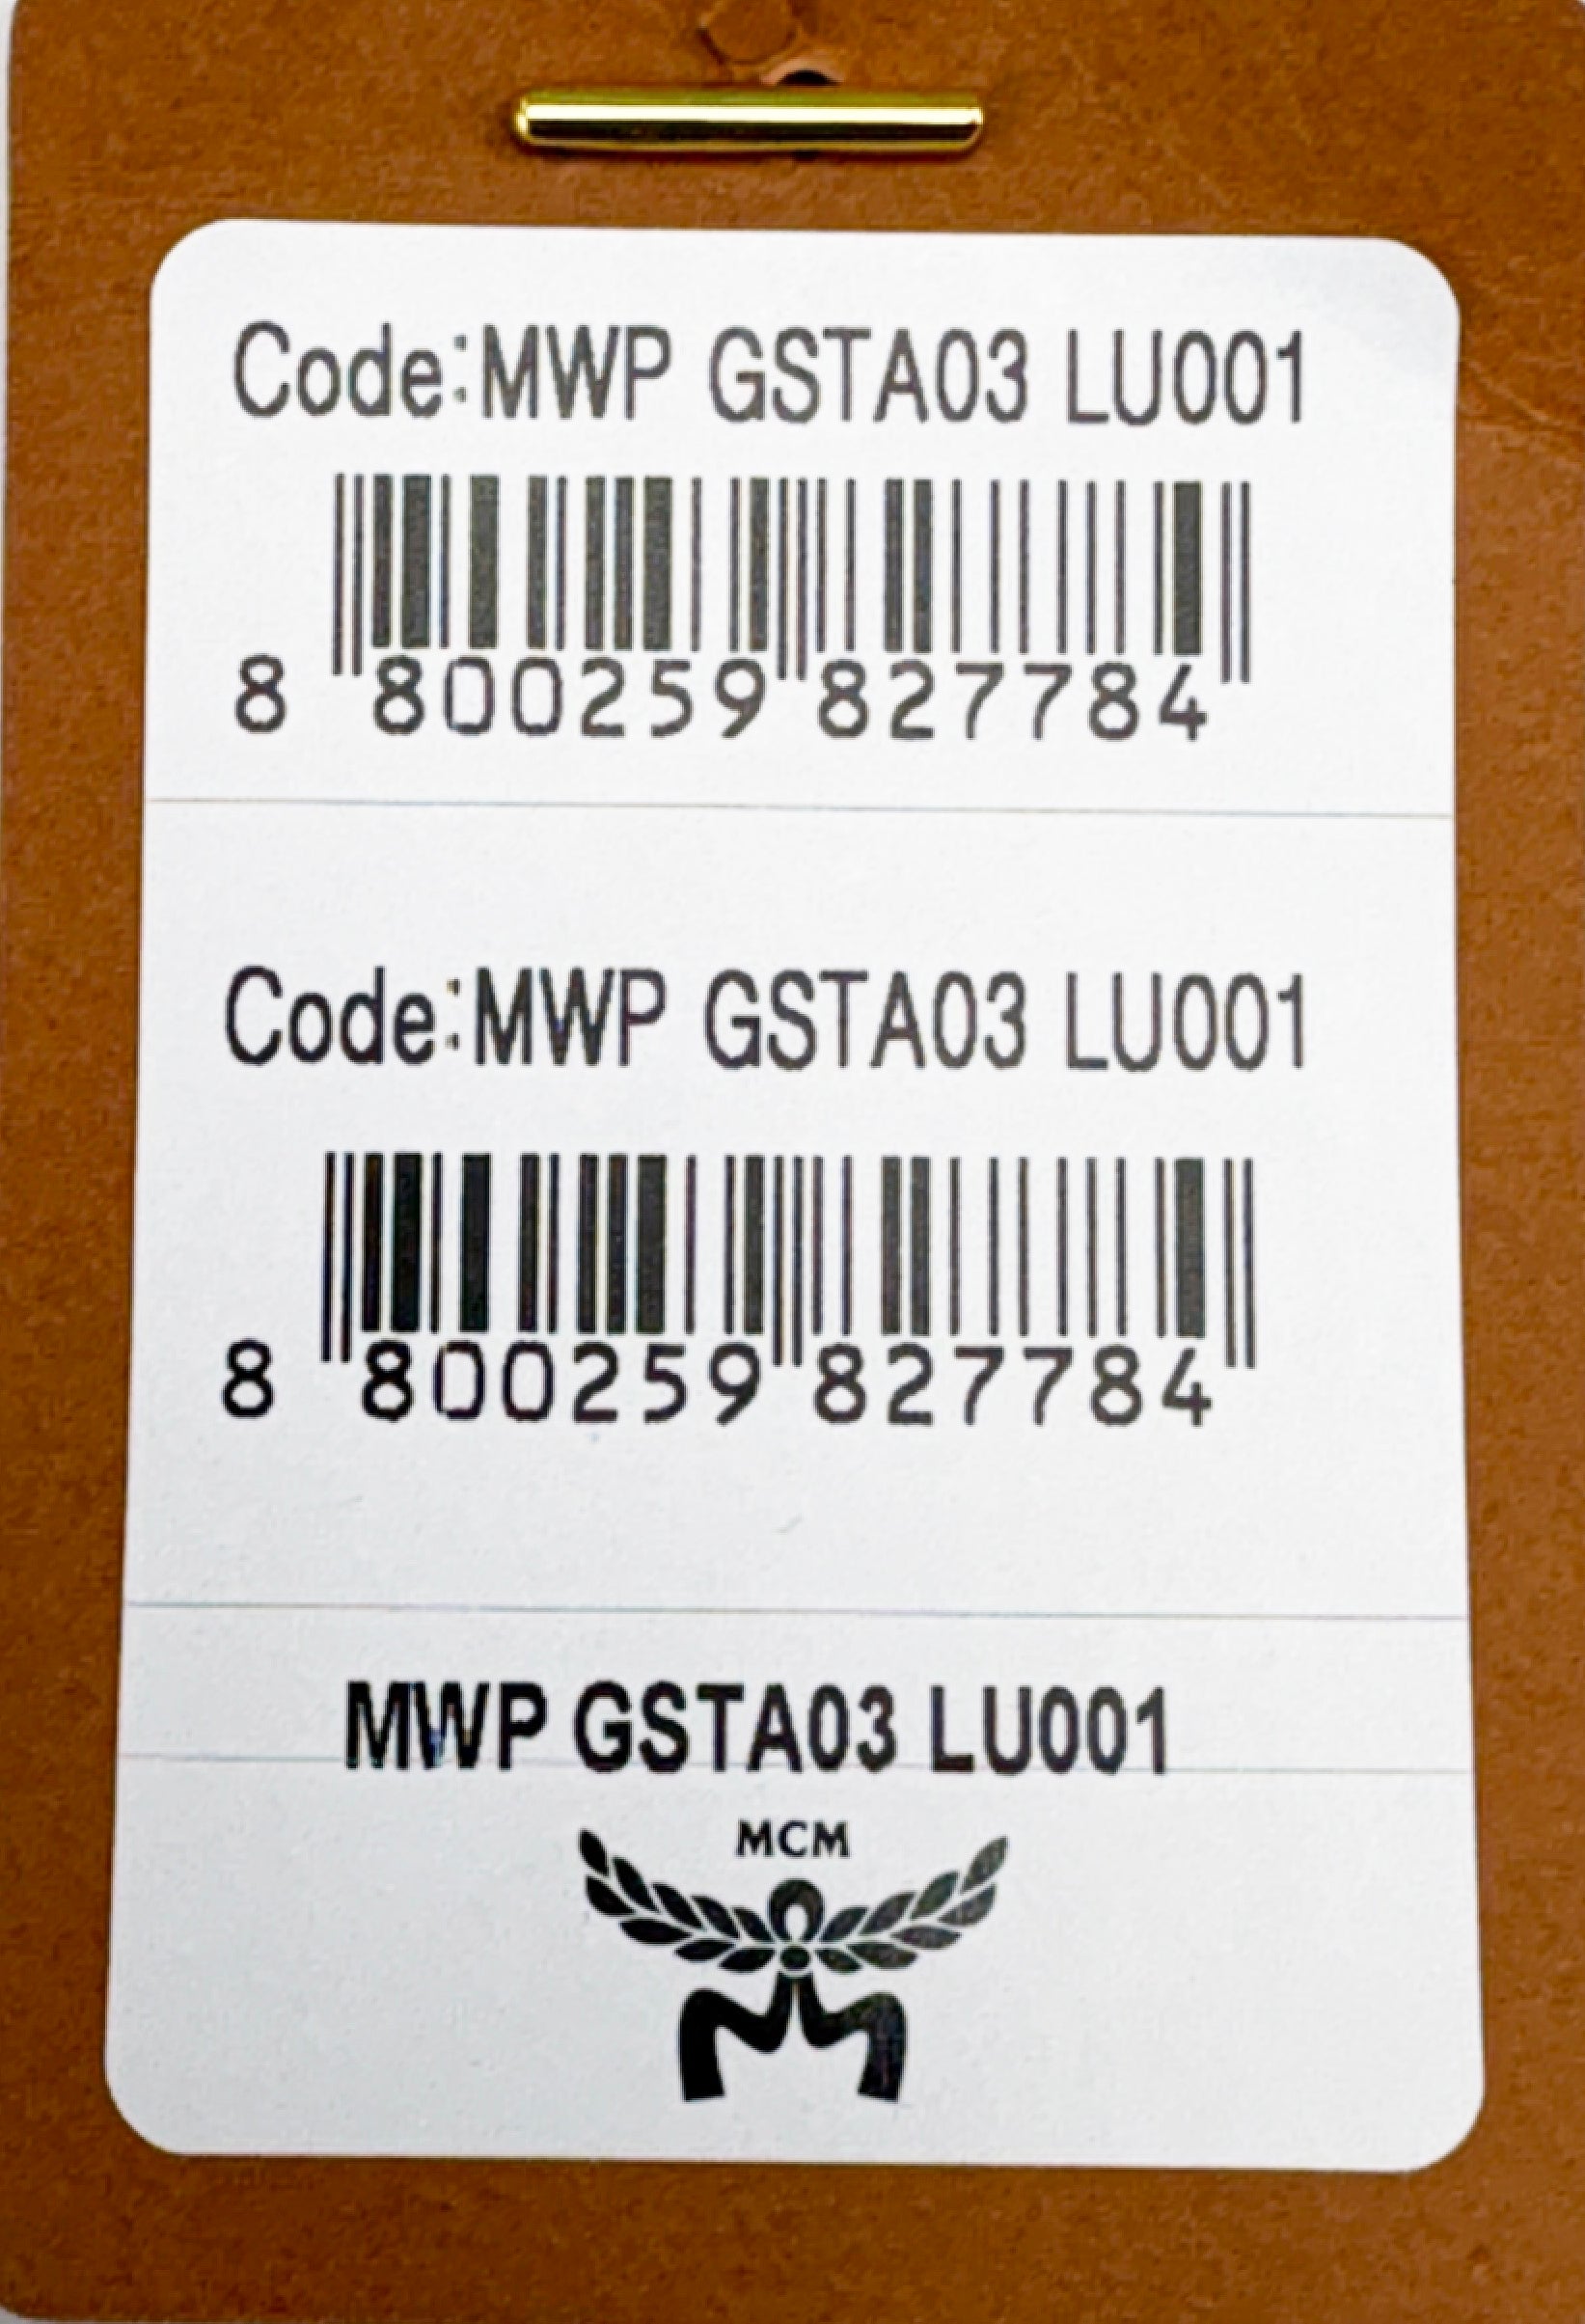 Code:MWP GSTA03 LU001
8 800259 827784
Code:MWP GSTA03 LU001
8 800259 827784
MWP GSTA03 LU001
MCM